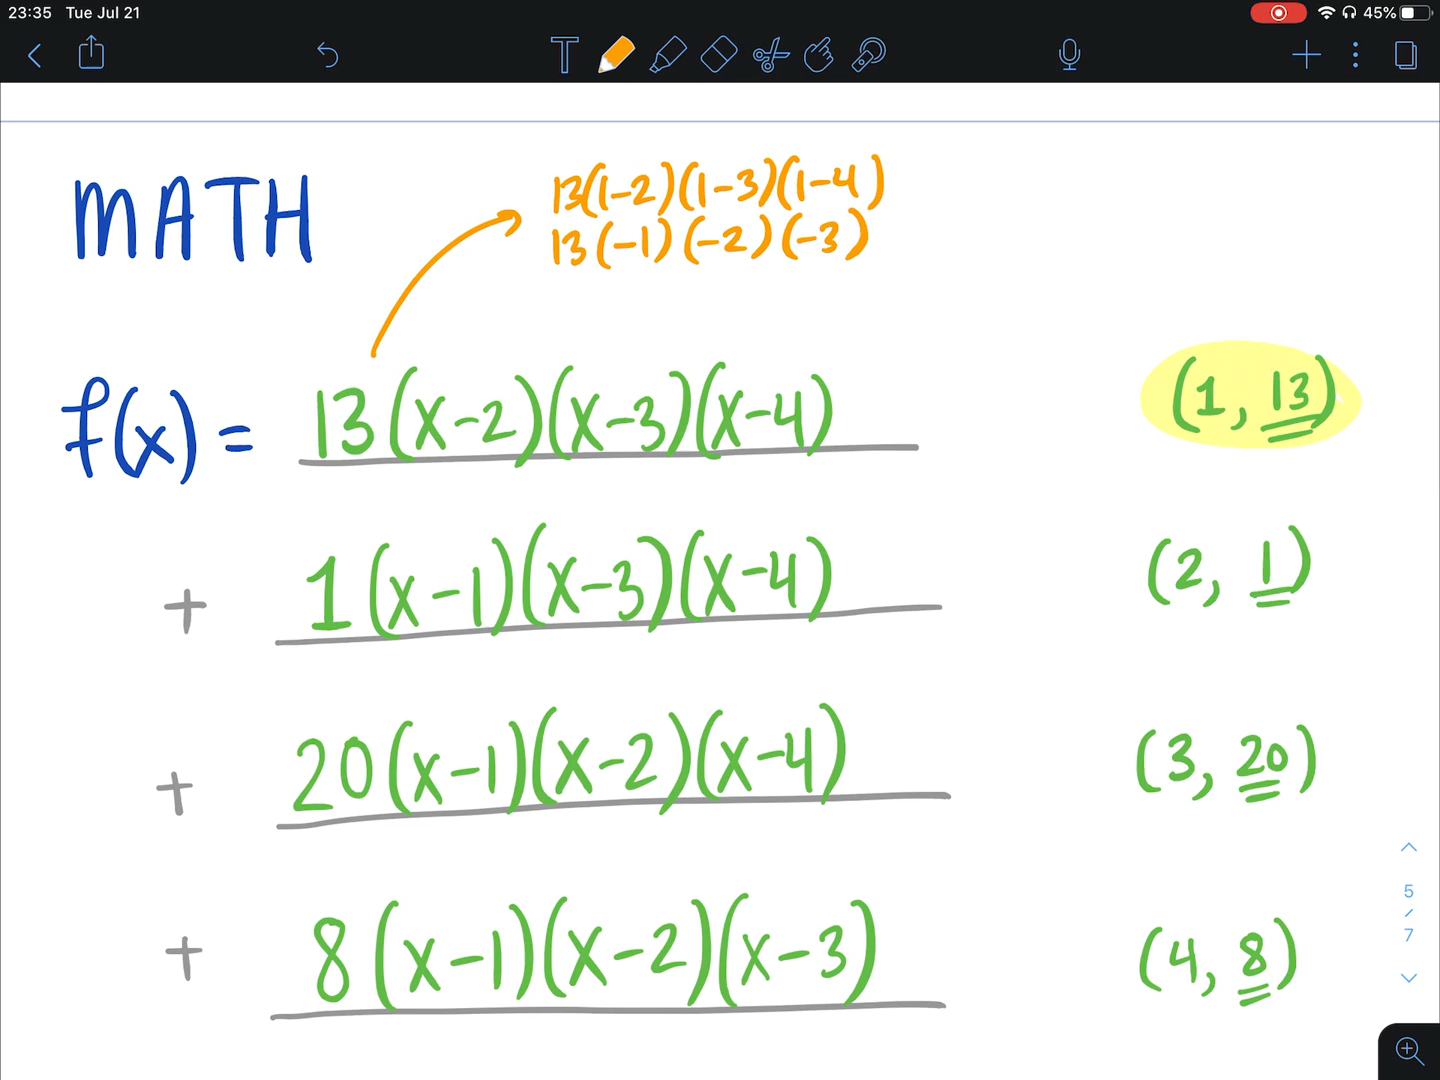 23:35 Tue Jul 21
45%
T
MATH
13(1-2)(1-3)(1-4)
13(-1)(-2)(-3)
f(x) = 13(x-2)(x-3)(x-4) (1, 13)
+ 1(x-1)(x-3)(x-4) (2, 1)
+ 20(x-1)(x-2)(x-4) (3, 20)
+ 8(x-1)(x-2)(x-3) (4, 8)
5
/
7